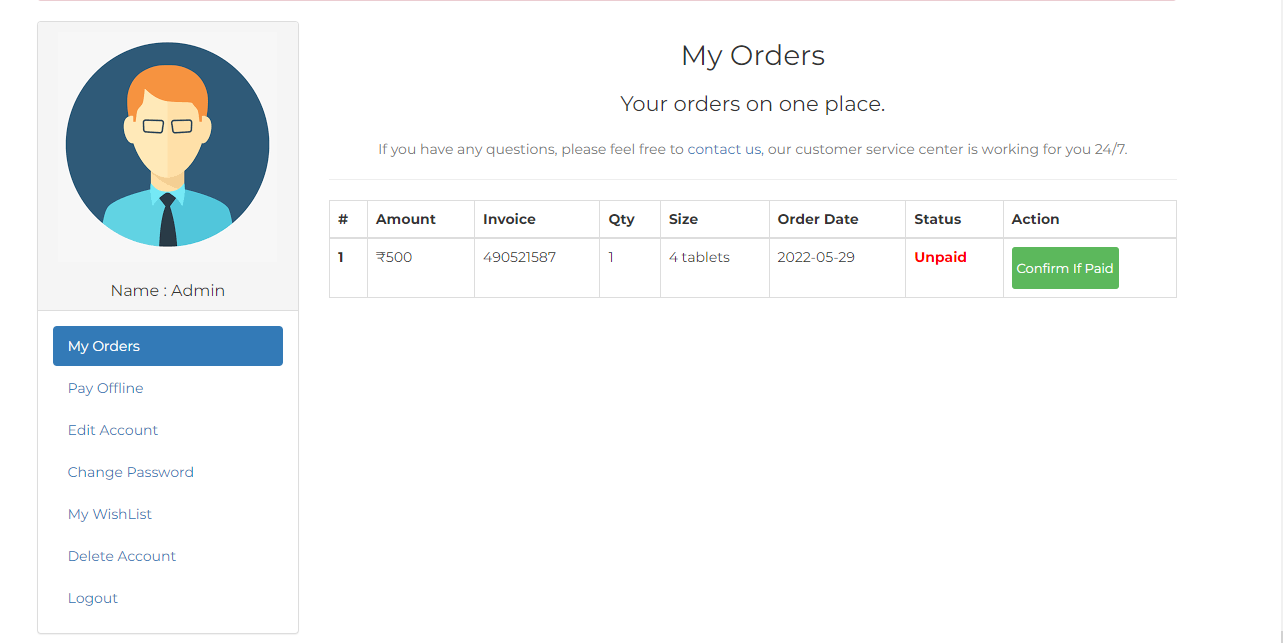 My Orders
Your orders on one place.
If you have any questions, please feel free to contact us, our customer service center is working for you 24/7.
# Amount Invoice Qty Size Order Date Status Action
1 ₹500 490521587 1 4 tablets 2022-05-29 Unpaid Confirm If Paid
Name : Admin
My Orders
Pay Offline
Edit Account
Change Password
My WishList
Delete Account
Logout